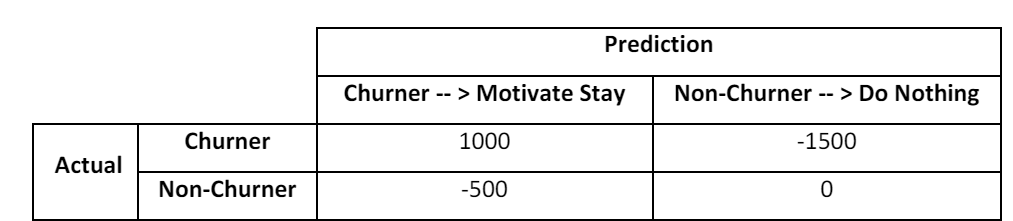 Prediction
Churner -- > Motivate Stay Non-Churner -- > Do Nothing
Actual
Churner 1000 -1500
Non-Churner -500 0